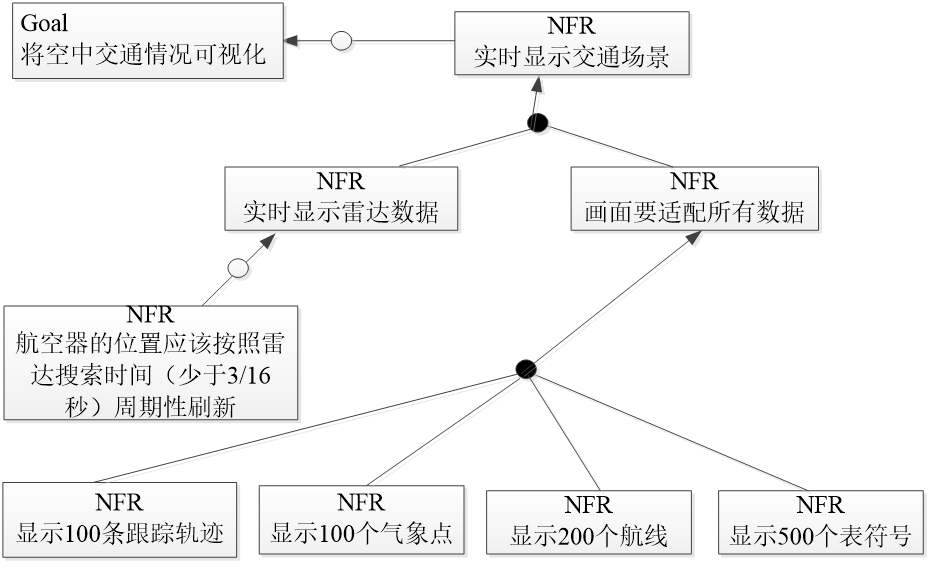 Goal
将空中交通情况可视化
NFR
实时显示交通场景
NFR
实时显示雷达数据
NFR
画面要适配所有数据
NFR
航空器的位置应该按照雷
达搜索时间（少于3/16
秒）周期性刷新
NFR
显示100条跟踪轨迹
NFR
显示100个气象点
NFR
显示200个航线
NFR
显示500个表符号